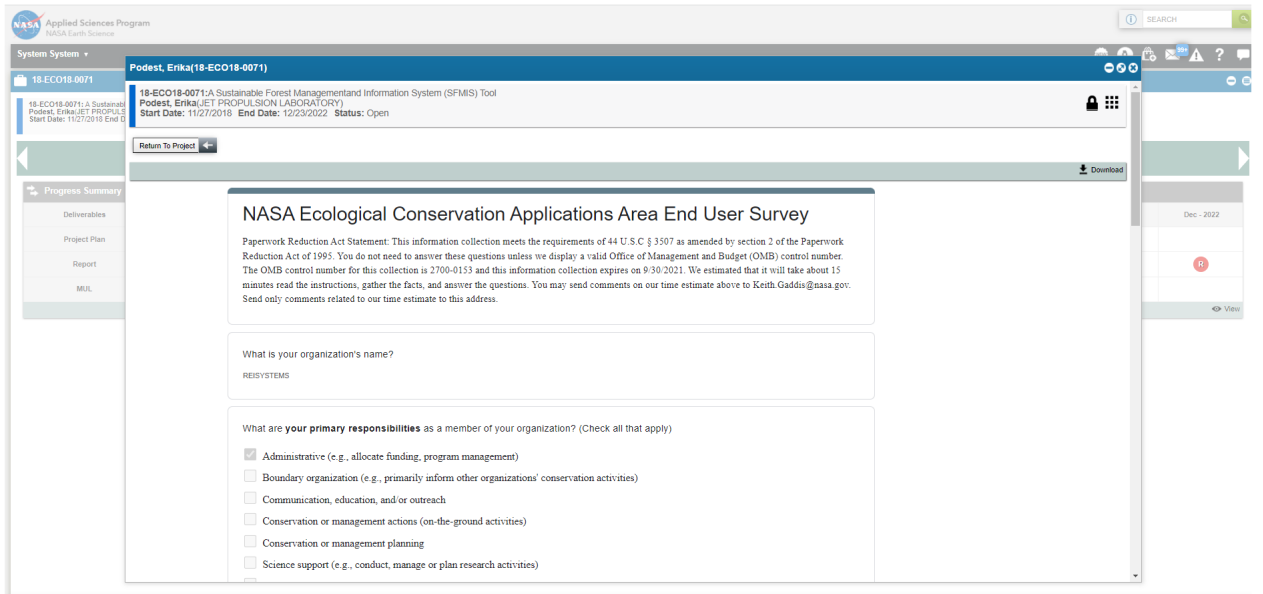 NASA
Applied Sciences Program
NASA Earth Science
SEARCH
System System
99+
?
18-ECO18-0071
18-ECO18-0071: A Sustainabl
Podest, Erika(JET PROPULS
Start Date: 11/27/2018 End D
Progress Summary
Deliverables
Project Plan
Report
MUL
Dec - 2022
R
View
Podest, Erika(18-ECO18-0071)
18-ECO18-0071:A Sustainable Forest Managementand Information System (SFMIS) Tool
Podest, Erika(JET PROPULSION LABORATORY)
Start Date: 11/27/2018 End Date: 12/23/2022 Status: Open
Return To Project
Download
NASA Ecological Conservation Applications Area End User Survey
Paperwork Reduction Act Statement: This information collection meets the requirements of 44 U.S.C § 3507 as amended by section 2 of the Paperwork
Reduction Act of 1995. You do not need to answer these questions unless we display a valid Office of Management and Budget (OMB) control number.
The OMB control number for this collection is 2700-0153 and this information collection expires on 9/30/2021. We estimated that it will take about 15
minutes read the instructions, gather the facts, and answer the questions. You may send comments on our time estimate above to Keith.Gaddis@nasa.gov.
Send only comments related to our time estimate to this address.
What is your organization's name?
REISYSTEMS
What are your primary responsibilities as a member of your organization? (Check all that apply)
Administrative (e.g., allocate funding, program management)
Boundary organization (e.g., primarily inform other organizations' conservation activities)
Communication, education, and/or outreach
Conservation or management actions (on-the-ground activities)
Conservation or management planning
Science support (e.g., conduct, manage or plan research activities)